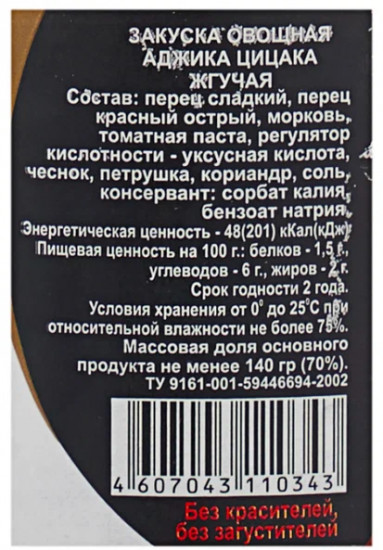 ЗАКУСКА ОВОЩНАЯ
АДЖИКА ЦИЦАКА
ЖГУЧАЯ
Состав: перец сладкий, перец
красный острый, морковь,
томатная паста, регулятор
кислотности - уксусная кислота,
чеснок, петрушка, кориандр, соль,
консервант: сорбат калия,
бензоат натрия.
Энергетическая ценность - 48(201) кКал(кДж)
Пищевая ценность на 100 г.: белков - 1,5 г.,
углеводов - 6 г., жиров - 2 г.
Срок годности 2 года.
Условия хранения от 0° до 25°С при
относительной влажности не более 75%.
Массовая доля основного
продукта не менее 140 гр (70%).
ТУ 9161-001-59446694-2002
4 607043 110343
Без красителей,
без загустителей